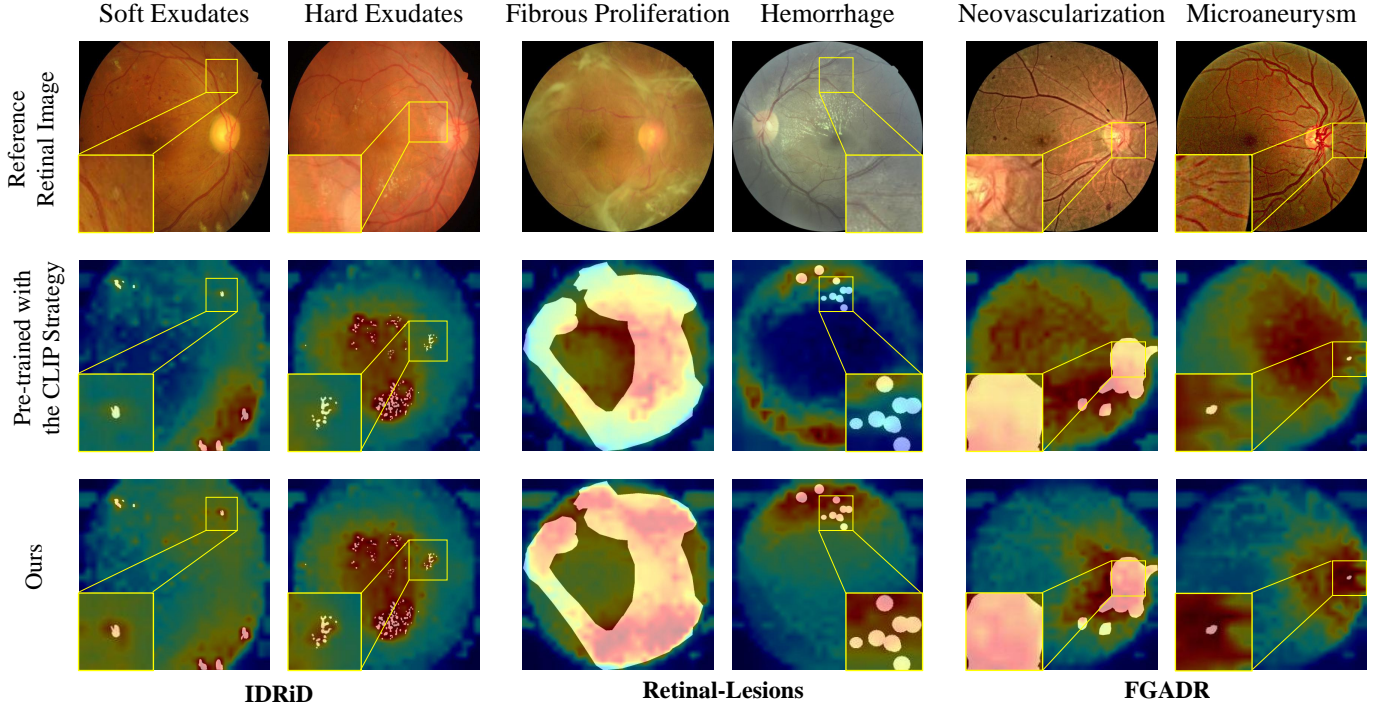 Soft Exudates
Hard Exudates
Fibrous Proliferation
Hemorrhage
Neovascularization
Microaneurysm
Reference
Retinal Image
Pre-trained with
the CLIP Strategy
Ours
IDRiD
Retinal-Lesions
FGADR